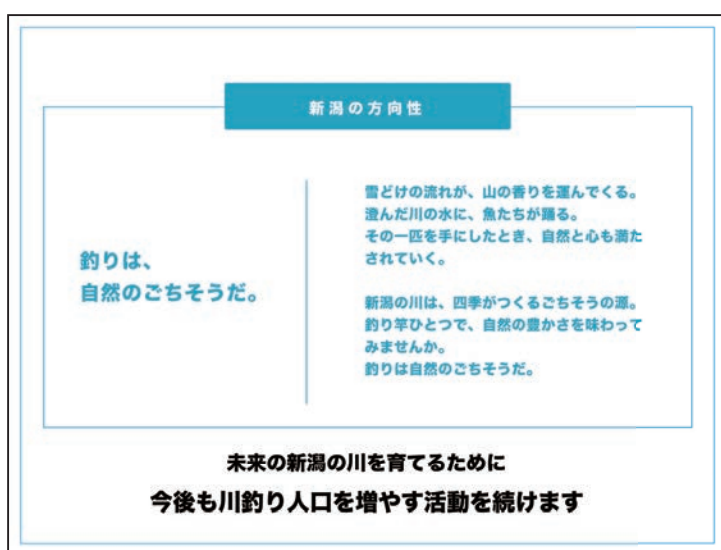 新潟の方向性
釣りは、
自然のごちそうだ。
雪どけの流れが、山の香りを運んでくる。
澄んだ川の水に、魚たちが踊る。
その一匹を手にしたとき、自然と心も満た
されていく。
新潟の川は、四季がつくるごちそうの源。
釣り竿ひとつで、自然の豊かさを味わって
みませんか。
釣りは自然のごちそうだ。
未来の新潟の川を育てるために
今後も川釣り人口を増やす活動を続けます